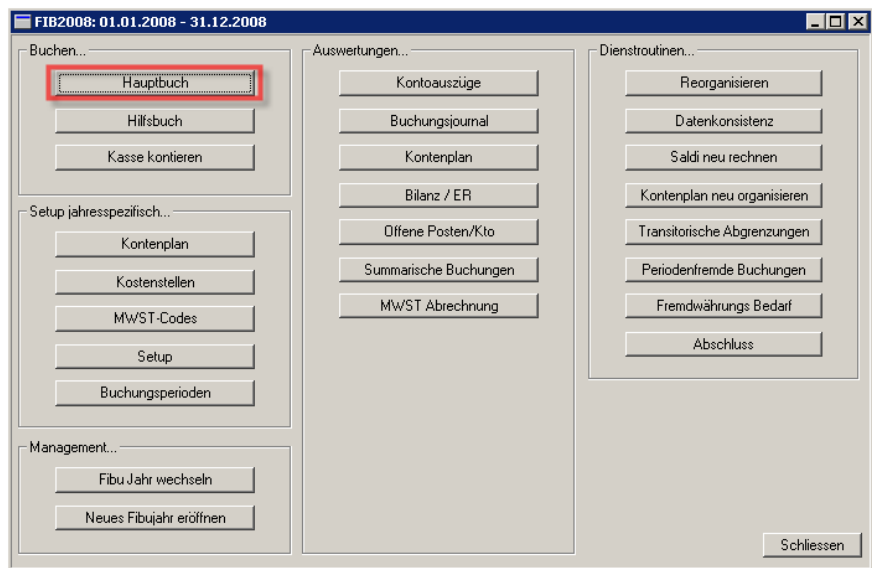 FIB2008: 01.01.2008 - 31.12.2008
Buchen...
Hauptbuch
Hilfsbuch
Kasse kontieren
Setup jahresspezifisch...
Kontenplan
Kostenstellen
MWST-Codes
Setup
Buchungsperioden
Management...
Fibu Jahr wechseln
Neues Fibujahr eröffnen
Auswertungen...
Kontoauszüge
Buchungsjournal
Kontenplan
Bilanz / ER
Offene Posten/Kto
Summarische Buchungen
MWST Abrechnung
Dienstroutinen...
Reorganisieren
Datenkonsistenz
Saldi neu rechnen
Kontenplan neu organisieren
Transitorische Abgrenzungen
Periodenfremde Buchungen
Fremdwährungs Bedarf
Abschluss
Schliessen